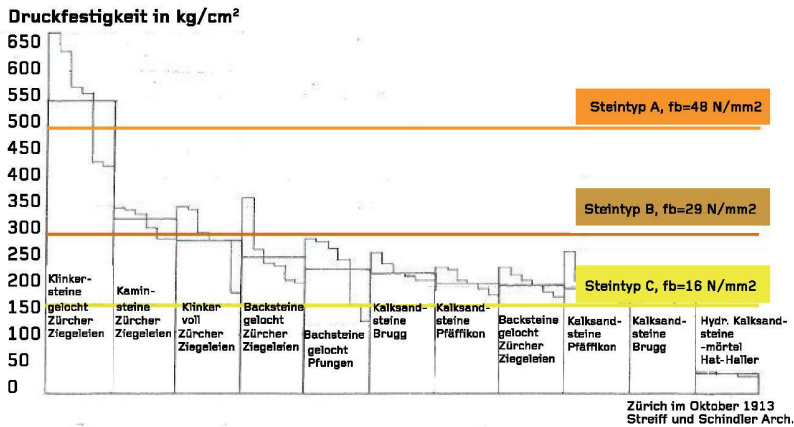 Druckfestigkeit in kg/cm²
650
600
550
500
450
400
350
300
250
200
150
100
50
0
Steintyp A, fb=48 N/mm2
Steintyp B, fb=29 N/mm2
Steintyp C, fb=16 N/mm2
Klinker-
steine
gelocht
Zürcher
Ziegeleien
Kamin-
steine
Zürcher
Ziegeleien
Klinker
voll
Zürcher
Ziegeleien
Backsteine
gelocht
Zürcher
Ziegeleien
Bachsteine
gelocht
Pfungen
Kalksand-
steine
Brugg
Kalksand-
steine
Pfäffikon
Backsteine
gelocht
Zürcher
Ziegeleien
Kalksand-
steine
Pfäffikon
Kalksand-
steine
Brugg
Hydr. Kalksand-
steine
-mörtel
Hat-Haller
Zürich im Oktober 1913
Streiff und Schindler Arch.